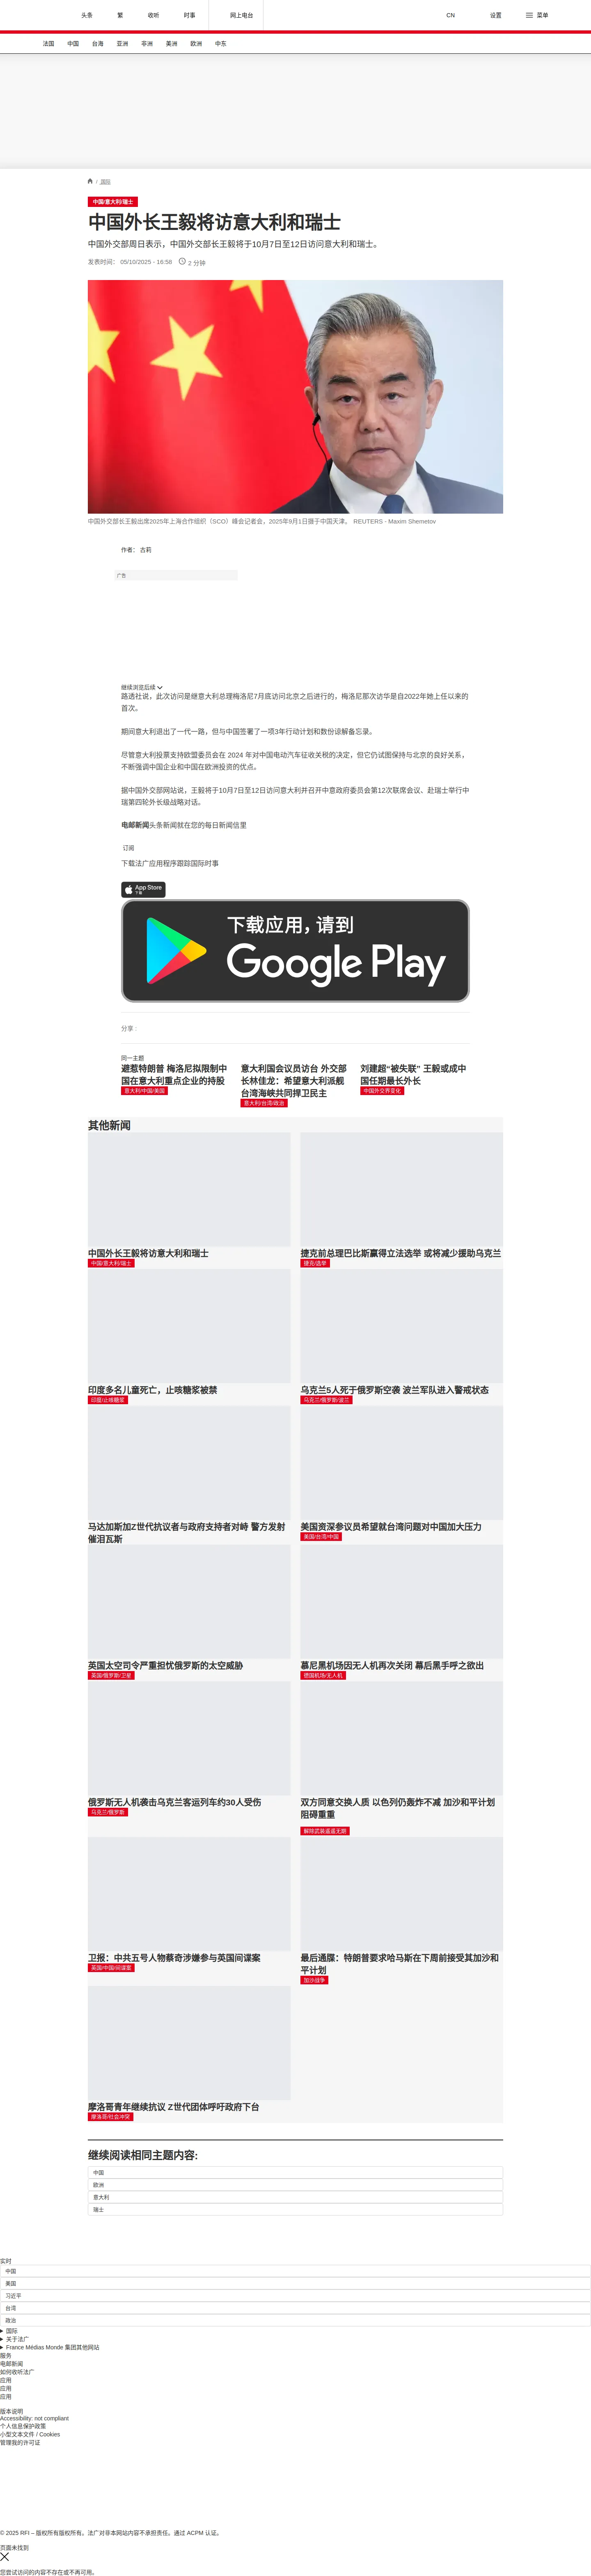 头条
繁
收听
时事
网上电台
CN
设置
菜单
法国
中国
台海
亚洲
非洲
美洲
欧洲
中东
/ 国际
中国/意大利/瑞士
中国外长王毅将访意大利和瑞士
中国外交部周日表示，中国外交部长王毅将于10月7日至12日访问意大利和瑞士。
发表时间： 05/10/2025 - 16:58
2 分钟
中国外交部长王毅出席2025年上海合作组织（SCO）峰会记者会，2025年9月1日摄于中国天津。 REUTERS - Maxim Shemetov
作者： 古莉
广告
继续浏览后续
路透社说，此次访问是继意大利总理梅洛尼7月底访问北京之后进行的，梅洛尼那次访华是自2022年她上任以来的
首次。
期间意大利退出了一代一路，但与中国签署了一项3年行动计划和数份谅解备忘录。
尽管意大利投票支持欧盟委员会在 2024 年对中国电动汽车征收关税的决定，但它仍试图保持与北京的良好关系，
不断强调中国企业和中国在欧洲投资的优点。
据中国外交部网站说，王毅将于10月7日至12日访问意大利并召开中意政府委员会第12次联席会议、赴瑞士举行中
瑞第四轮外长级战略对话。
电邮新闻头条新闻就在您的每日新闻信里
订阅
下载法广应用程序跟踪国际时事
App Store
下载
下载应用，请到
Google Play
分享 :
同一主题
避惹特朗普 梅洛尼拟限制中
国在意大利重点企业的持股
意大利/中国/美国
意大利国会议员访台 外交部
长林佳龙：希望意大利派舰
台湾海峡共同捍卫民主
意大利/台湾/政治
刘建超“被失联” 王毅或成中
国任期最长外长
中国外交变化
其他新闻
中国外长王毅将访意大利和瑞士
中国/意大利/瑞士
捷克前总理巴比斯赢得立法选举 或将减少援助乌克兰
捷克/选举
印度多名儿童死亡，止咳糖浆被禁
印度/止咳糖浆
乌克兰5人死于俄罗斯空袭 波兰军队进入警戒状态
乌克兰/俄罗斯/波兰
马达加斯加Z世代抗议者与政府支持者对峙 警方发射
催泪瓦斯
美国资深参议员希望就台湾问题对中国加大压力
美国/台湾/中国
英国太空司令严重担忧俄罗斯的太空威胁
英国/俄罗斯/卫星
慕尼黑机场因无人机再次关闭 幕后黑手呼之欲出
德国机场/无人机
俄罗斯无人机袭击乌克兰客运列车约30人受伤
乌克兰/俄罗斯
双方同意交换人质 以色列仍轰炸不减 加沙和平计划
阻碍重重
解除武装遥遥无期
卫报：中共五号人物蔡奇涉嫌参与英国间谍案
英国/中国/间谍案
最后通牒：特朗普要求哈马斯在下周前接受其加沙和
平计划
加沙战争
摩洛哥青年继续抗议 Z世代团体呼吁政府下台
摩洛哥/社会冲突
继续阅读相同主题内容:
中国
欧洲
意大利
瑞士
实时
中国
美国
习近平
台湾
政治
国际
关于法广
France Médias Monde 集团其他网站
服务
电邮新闻
如何收听法广
应用
应用
应用
版本说明
Accessibility: not compliant
个人信息保护政策
小型文本文件 / Cookies
管理我的许可证
© 2025 RFI – 版权所有版权所有。法广对非本网站内容不承担责任。通过 ACPM 认证。
页面未找到
您尝试访问的内容不存在或不再可用。